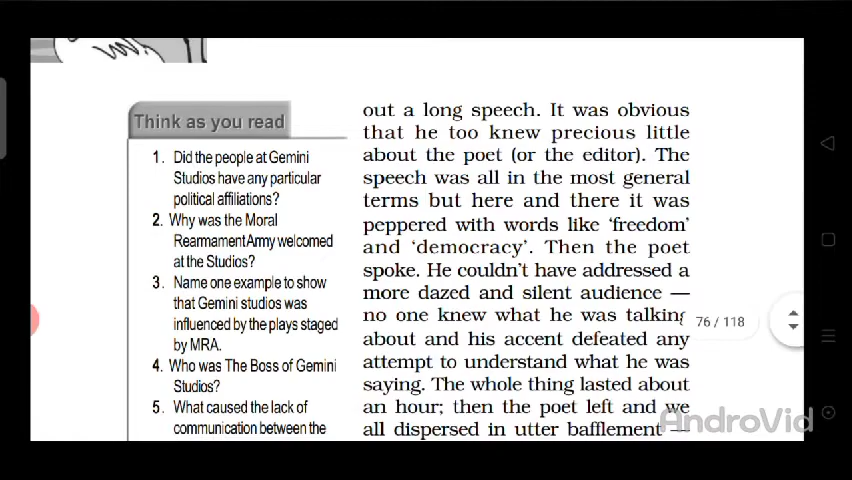 Think as you read
1. Did the people at Gemini
Studios have any particular
political affiliations?
2. Why was the Moral
Rearmament Army welcomed
at the Studios?
3. Name one example to show
that Gemini studios was
influenced by the plays staged
by MRA.
4. Who was The Boss of Gemini
Studios?
5. What caused the lack of
communication between the
out a long speech. It was obvious
that he too knew precious little
about the poet (or the editor). The
speech was all in the most general
terms but here and there it was
peppered with words like ‘freedom’
and ‘democracy’. Then the poet
spoke. He couldn’t have addressed a
more dazed and silent audience —
no one knew what he was talking
about and his accent defeated any
attempt to understand what he was
saying. The whole thing lasted about
an hour; then the poet left and we
all dispersed in utter bafflement —
76 / 118
AndroVid